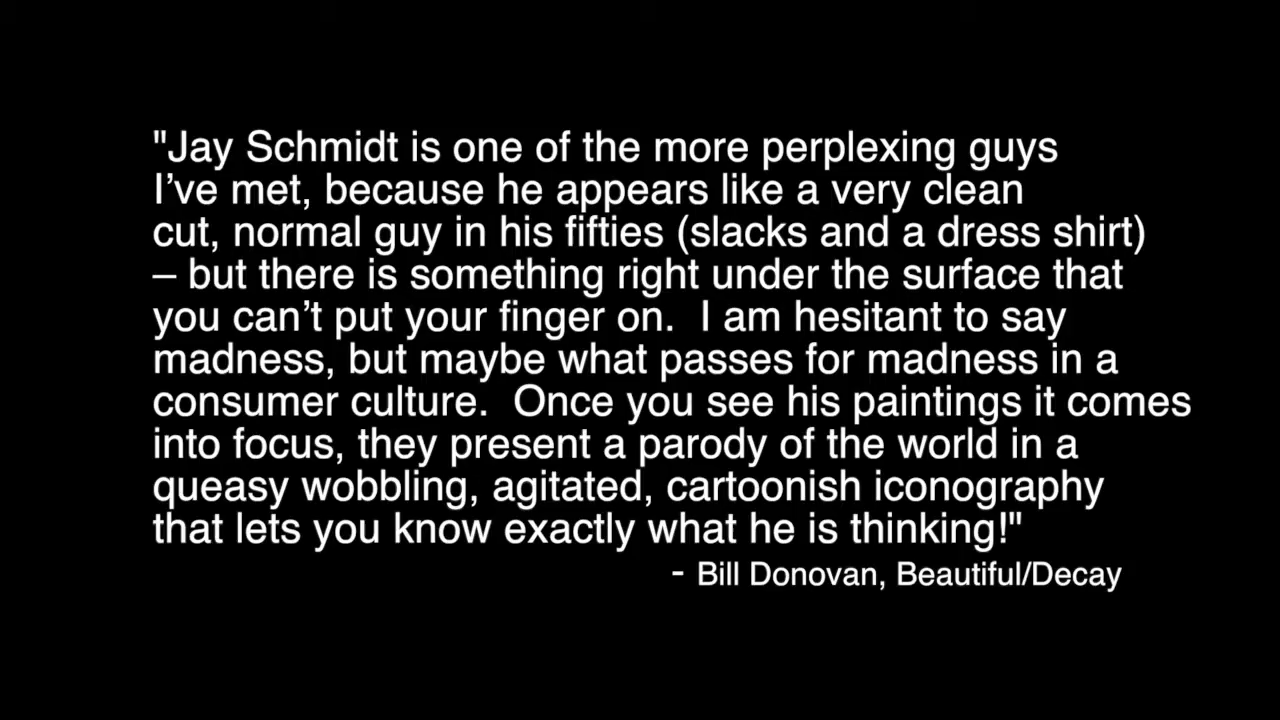 "Jay Schmidt is one of the more perplexing guys
I’ve met, because he appears like a very clean
cut, normal guy in his fifties (slacks and a dress shirt)
– but there is something right under the surface that
you can’t put your finger on.  I am hesitant to say
madness, but maybe what passes for madness in a
consumer culture.  Once you see his paintings it comes
into focus, they present a parody of the world in a
queasy wobbling, agitated, cartoonish iconography
that lets you know exactly what he is thinking!"
- Bill Donovan, Beautiful/Decay